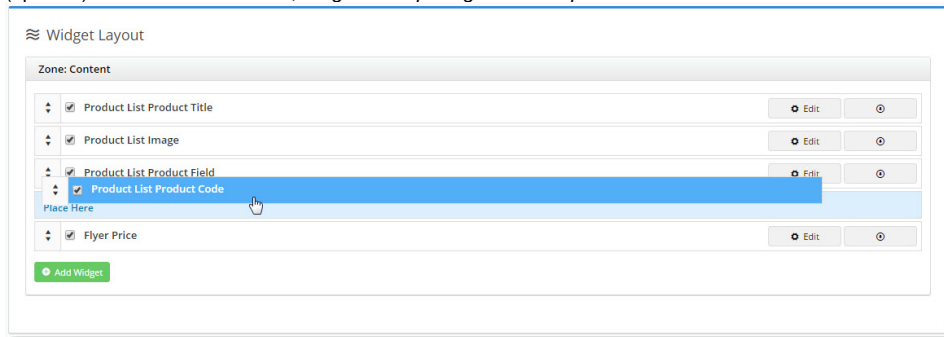 Widget Layout
Zone: Content
Product List Product Title
Edit
Product List Image
Edit
Product List Product Field
Edit
Product List Product Code
Place Here
Flyer Price
Edit
Add Widget